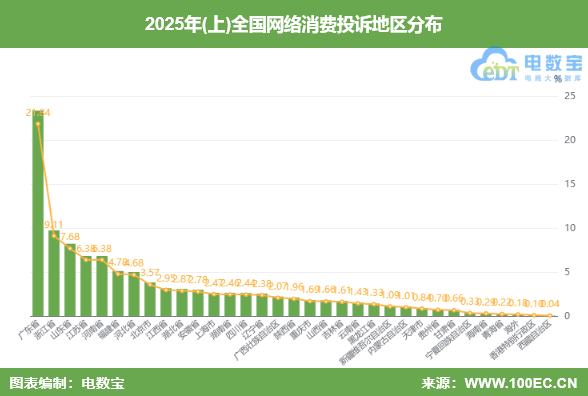 2025年(上)全国网络消费投诉地区分布
eDT 电数宝
电商大数据库
%
25
20
15
10
5
0
21.84
9.11
7.68
6.38
6.38
4.78
4.68
3.57
2.95
2.87
2.78
2.47
2.46
2.44
2.38
2.07
1.96
1.69
1.68
1.61
1.43
1.33
1.09
1.01
0.84
0.70
0.66
0.33
0.29
0.22
0.18
0.10
0.04
广东省
浙江省
山东省
江苏省
河南省
福建省
河北省
北京市
江西省
湖北省
安徽省
上海市
湖南省
四川省
辽宁省
广西壮族自治区
陕西省
重庆市
山西省
吉林省
云南省
黑龙江省
新疆维吾尔自治区
内蒙古自治区
天津市
贵州省
甘肃省
宁夏回族自治区
海南省
青海省
海外
香港特别行政区
西藏自治区
图表编制：电数宝
来源：WWW.100EC.CN